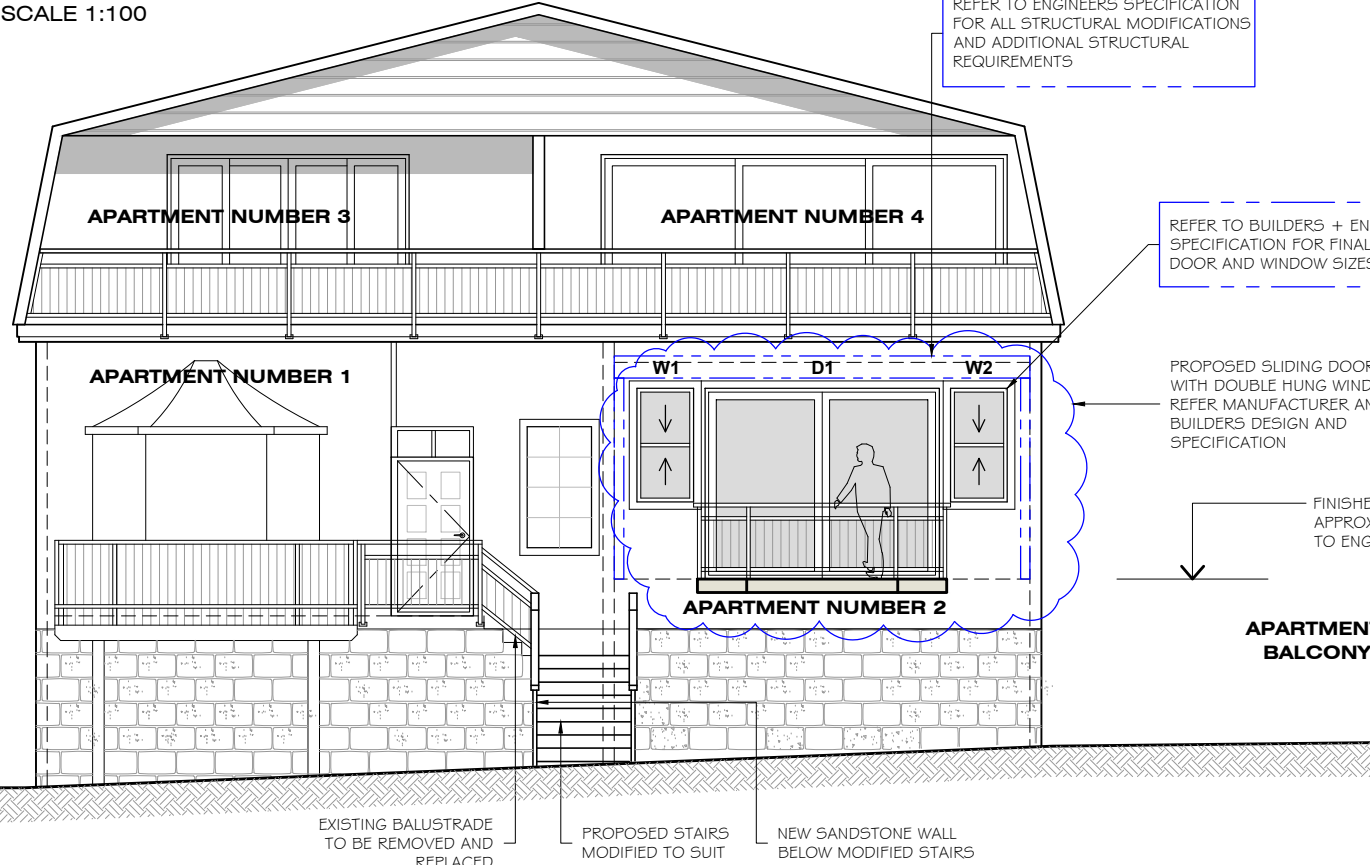 SCALE 1:100
REFER TO ENGINEERS SPECIFICATION
FOR ALL STRUCTURAL MODIFICATIONS
AND ADDITIONAL STRUCTURAL
REQUIREMENTS
APARTMENT NUMBER 3
APARTMENT NUMBER 4
REFER TO BUILDERS + EN
SPECIFICATION FOR FINAL
DOOR AND WINDOW SIZES
APARTMENT NUMBER 1
W1
D1
W2
PROPOSED SLIDING DOOR
WITH DOUBLE HUNG WIND
REFER MANUFACTURER AN
BUILDERS DESIGN AND
SPECIFICATION
FINISHE
APPROX
TO ENG
APARTMENT NUMBER 2
APARTMENT
BALCONY
EXISTING BALUSTRADE
TO BE REMOVED AND
REPLACED
PROPOSED STAIRS
MODIFIED TO SUIT
NEW SANDSTONE WALL
BELOW MODIFIED STAIRS